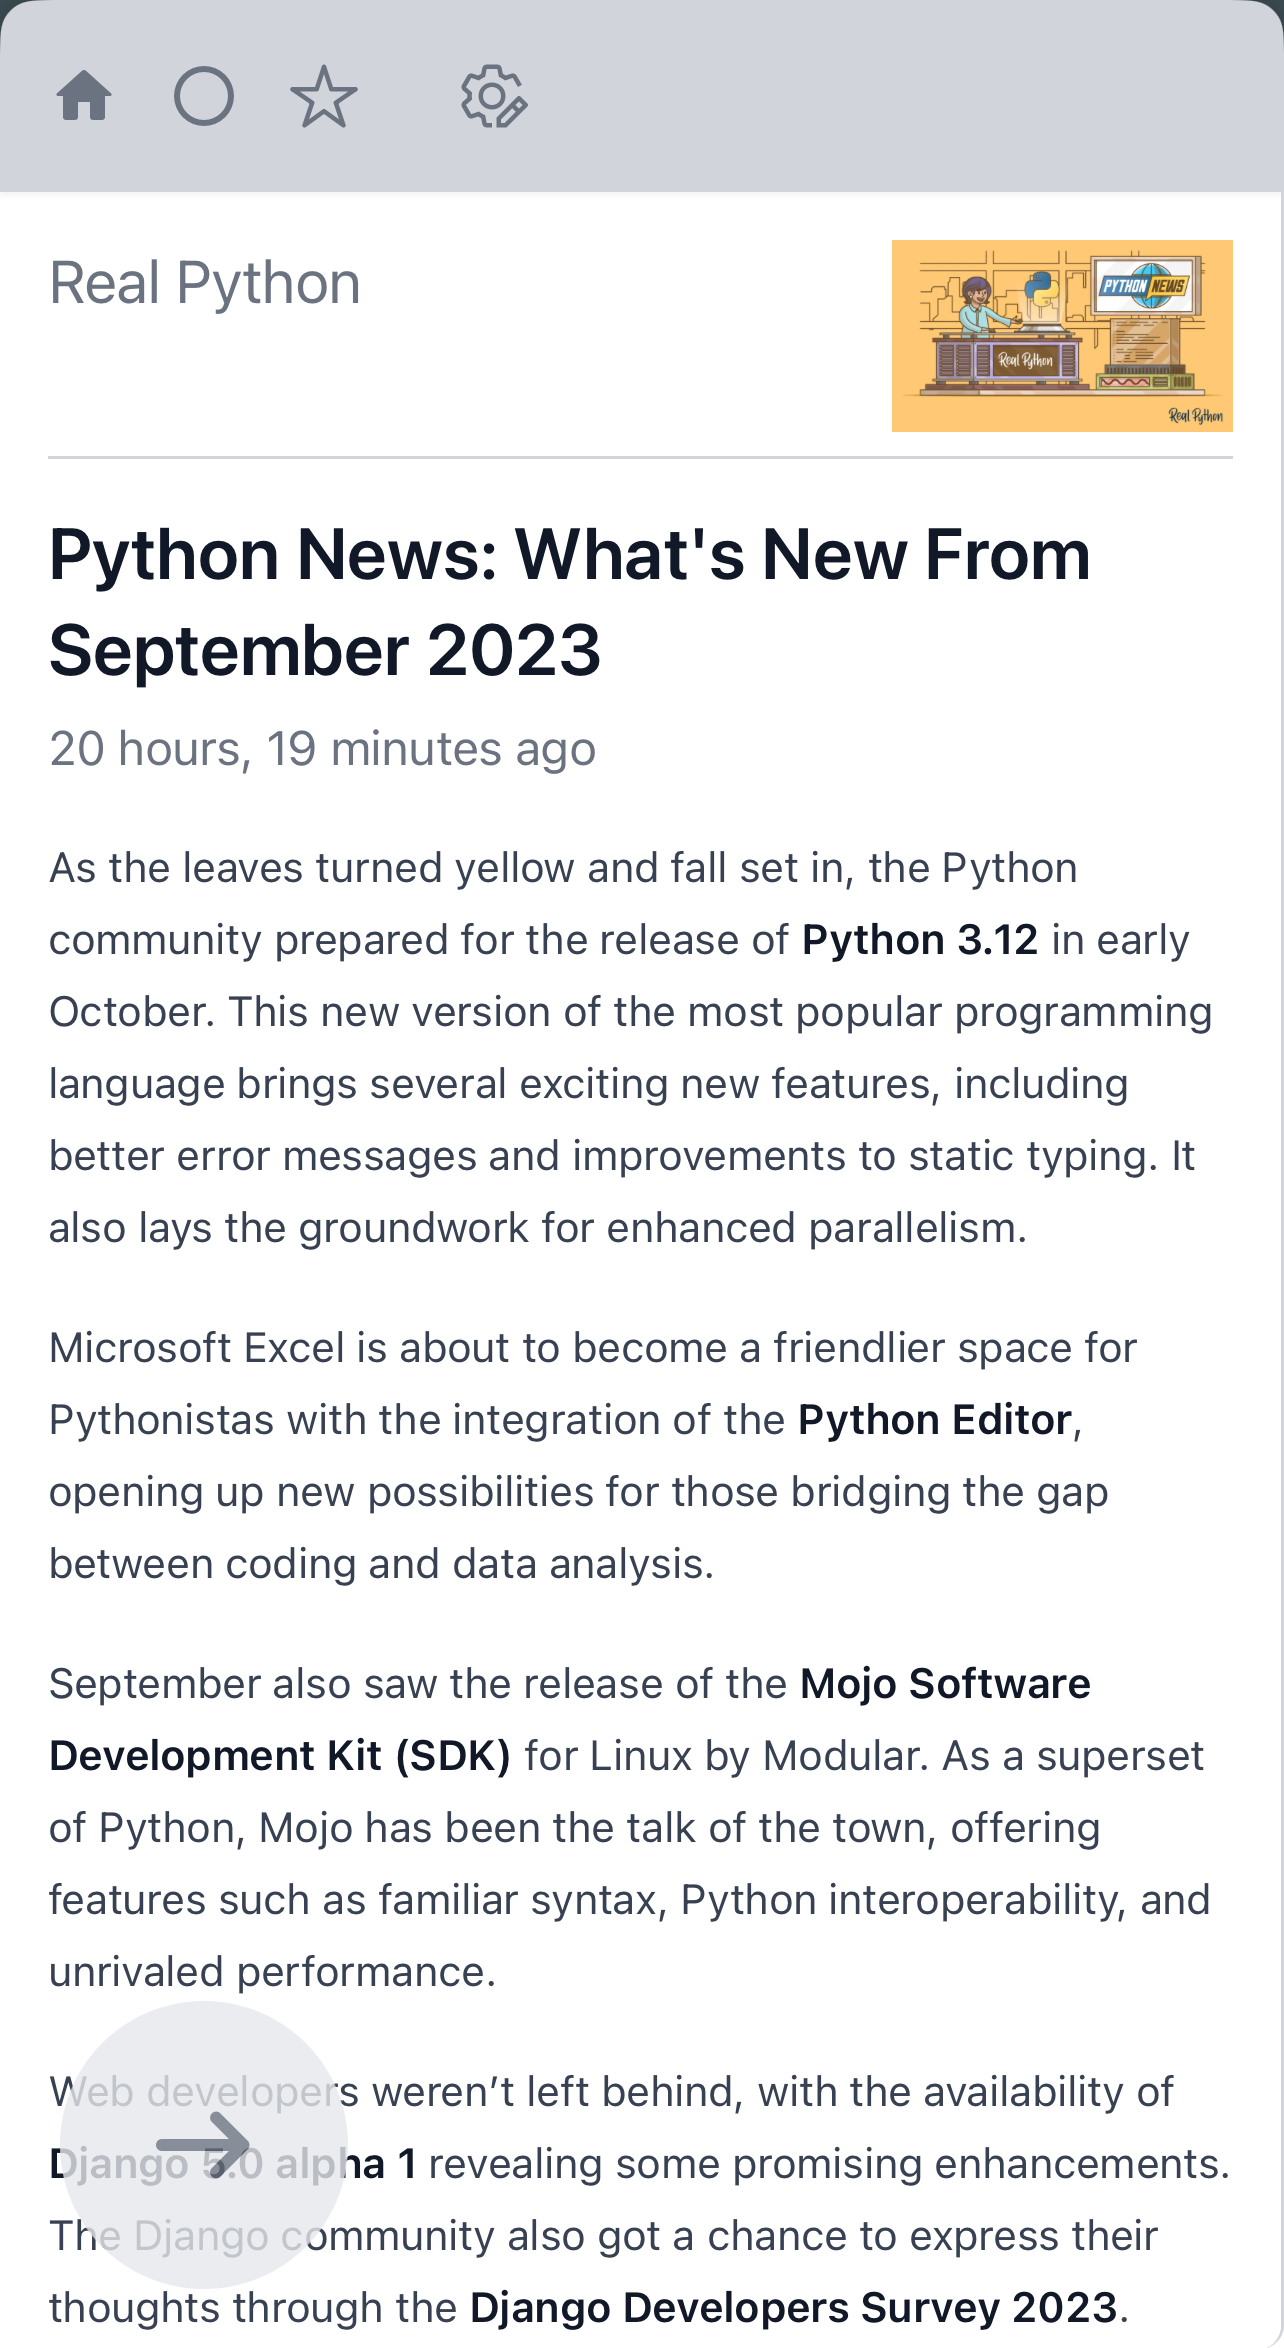 Real Python
PYTHON NEWS
Real Python
Real Python
Python News: What's New From
September 2023
20 hours, 19 minutes ago
As the leaves turned yellow and fall set in, the Python
community prepared for the release of Python 3.12 in early
October. This new version of the most popular programming
language brings several exciting new features, including
better error messages and improvements to static typing. It
also lays the groundwork for enhanced parallelism.
Microsoft Excel is about to become a friendlier space for
Pythonistas with the integration of the Python Editor,
opening up new possibilities for those bridging the gap
between coding and data analysis.
September also saw the release of the Mojo Software
Development Kit (SDK) for Linux by Modular. As a superset
of Python, Mojo has been the talk of the town, offering
features such as familiar syntax, Python interoperability, and
unrivaled performance.
Web developers weren’t left behind, with the availability of
Django 5.0 alpha 1 revealing some promising enhancements.
The Django community also got a chance to express their
thoughts through the Django Developers Survey 2023.